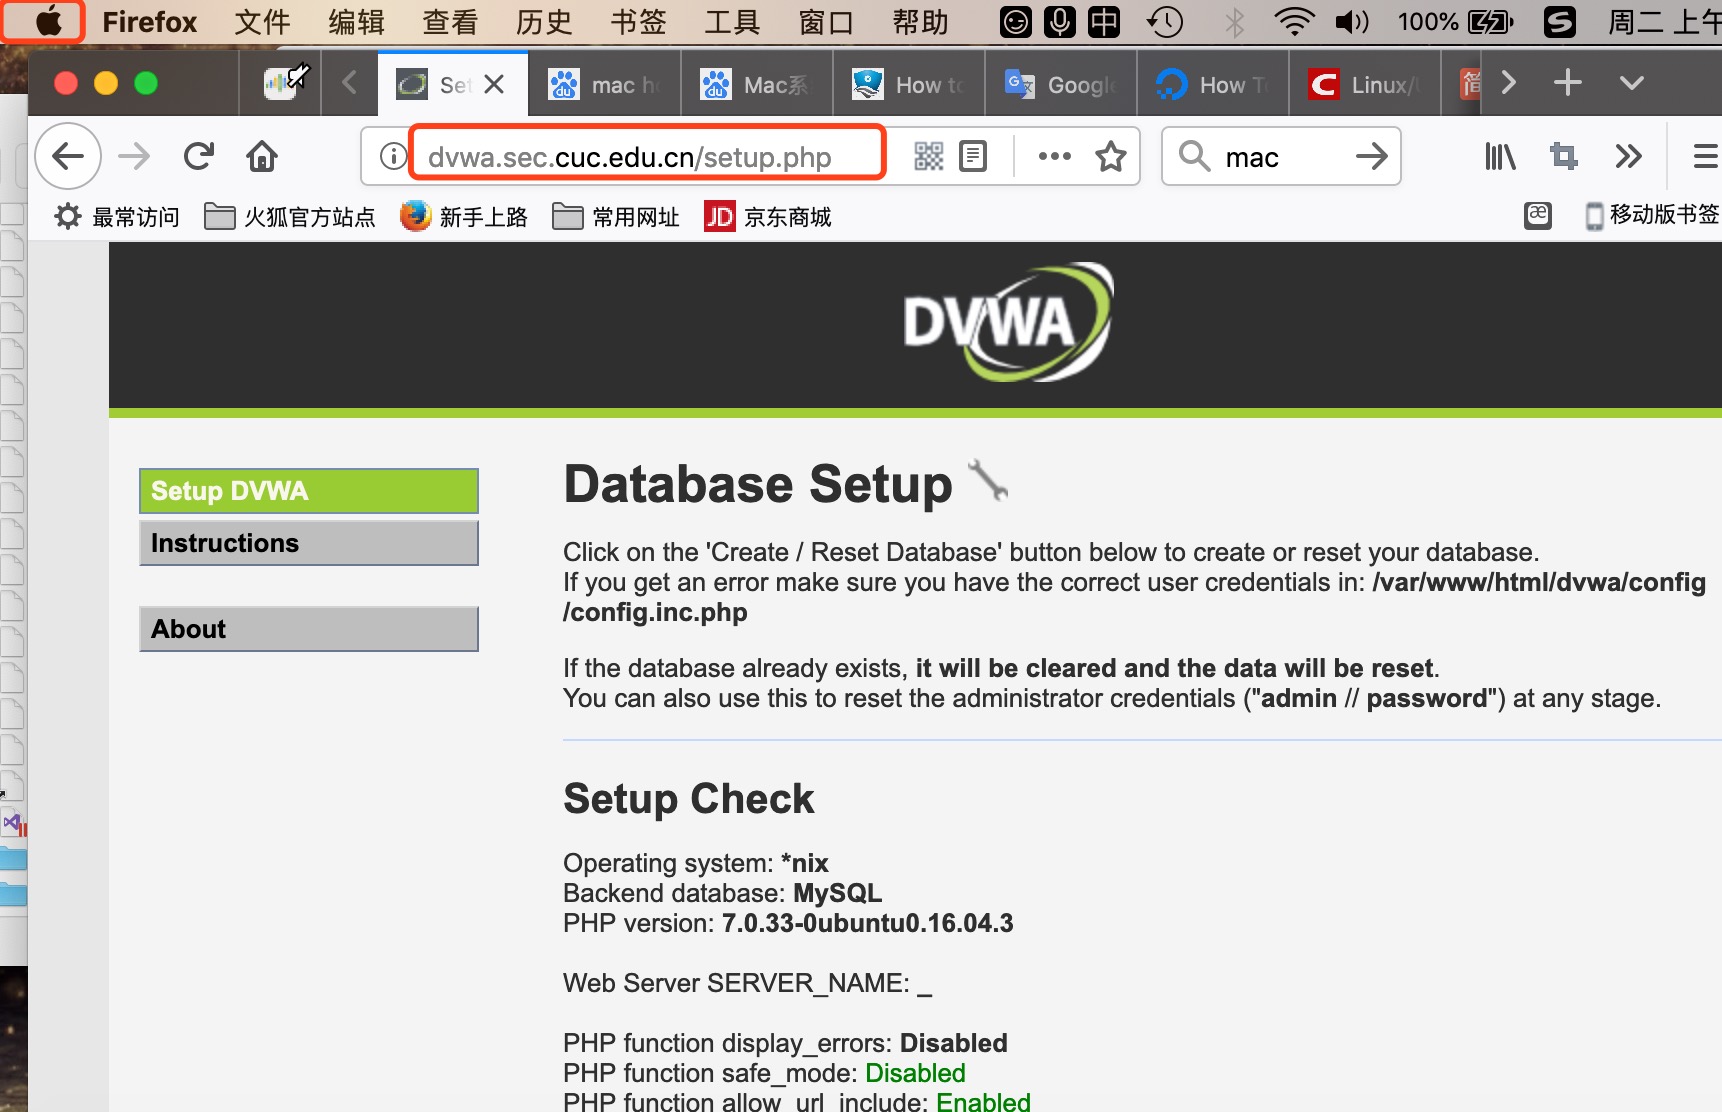 Firefox 文件 编辑 查看 历史 书签 工具 窗口 帮助 中 100% 周二 上午
Set mac ho Mac系 How to Google How To Linux/U 简
dvwa.sec.cuc.edu.cn/setup.php mac
最常访问 火狐官方站点 新手上路 常用网址 JD 京东商城 æ 移动版书签
DVWA
Setup DVWA
Instructions
About
Database Setup
Click on the 'Create / Reset Database' button below to create or reset your database.
If you get an error make sure you have the correct user credentials in: /var/www/html/dvwa/config
/config.inc.php
If the database already exists, it will be cleared and the data will be reset.
You can also use this to reset the administrator credentials ("admin // password") at any stage.
Setup Check
Operating system: *nix
Backend database: MySQL
PHP version: 7.0.33-0ubuntu0.16.04.3
Web Server SERVER_NAME: _
PHP function display_errors: Disabled
PHP function safe_mode: Disabled
PHP function allow_url_include: Enabled